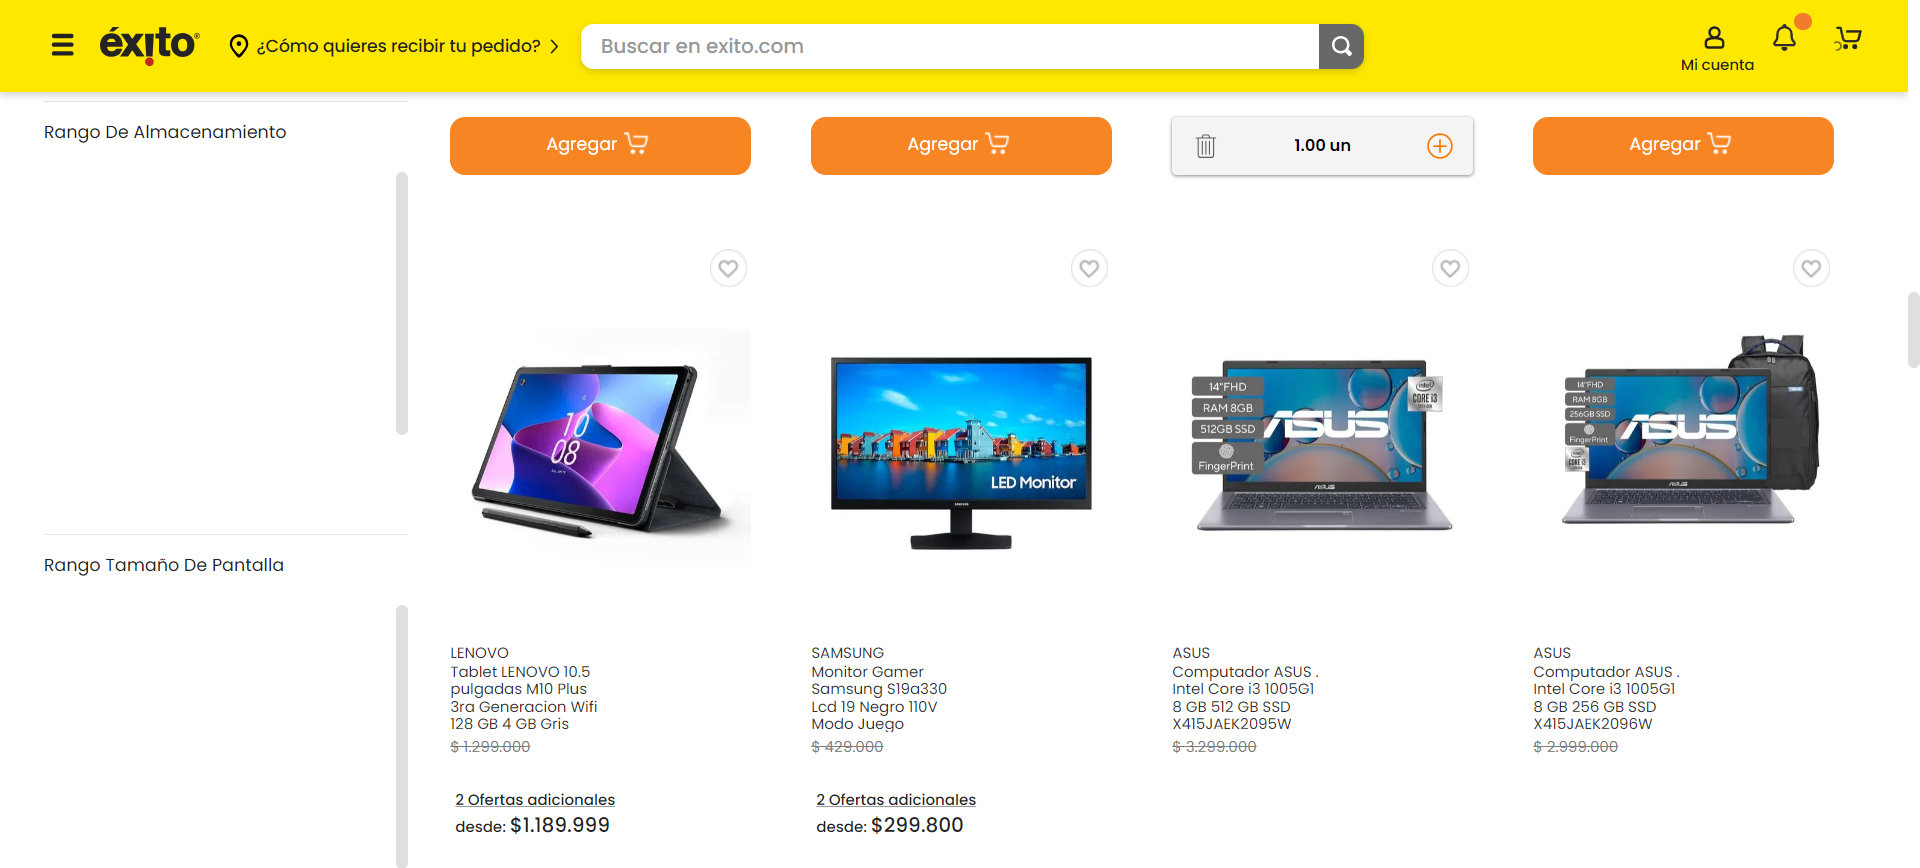 éxito
¿Cómo quieres recibir tu pedido?
Buscar en exito.com
Mi cuenta
Rango De Almacenamiento
Agregar
Agregar
1.00 un
Agregar
Rango Tamaño De Pantalla
10
08
LED Monitor
SAMSUNG
14"FHD
RAM 8GB
512GB SSD
FingerPrint
ASUS
intel
CORE i3
ASUS
14"FHD
RAM 8GB
256GB SSD
FingerPrint
intel
CORE i3
ASUS
ASUS
LENOVO
Tablet LENOVO 10.5
pulgadas M10 Plus
3ra Generacion Wifi
128 GB 4 GB Gris
$ 1.299.000
2 Ofertas adicionales
desde: $1.189.999
SAMSUNG
Monitor Gamer
Samsung S19a330
Lcd 19 Negro 110V
Modo Juego
$ 429.000
2 Ofertas adicionales
desde: $299.800
ASUS
Computador ASUS .
Intel Core i3 1005G1
8 GB 512 GB SSD
X415JAEK2095W
$ 3.299.000
ASUS
Computador ASUS .
Intel Core i3 1005G1
8 GB 256 GB SSD
X415JAEK2096W
$ 2.999.000